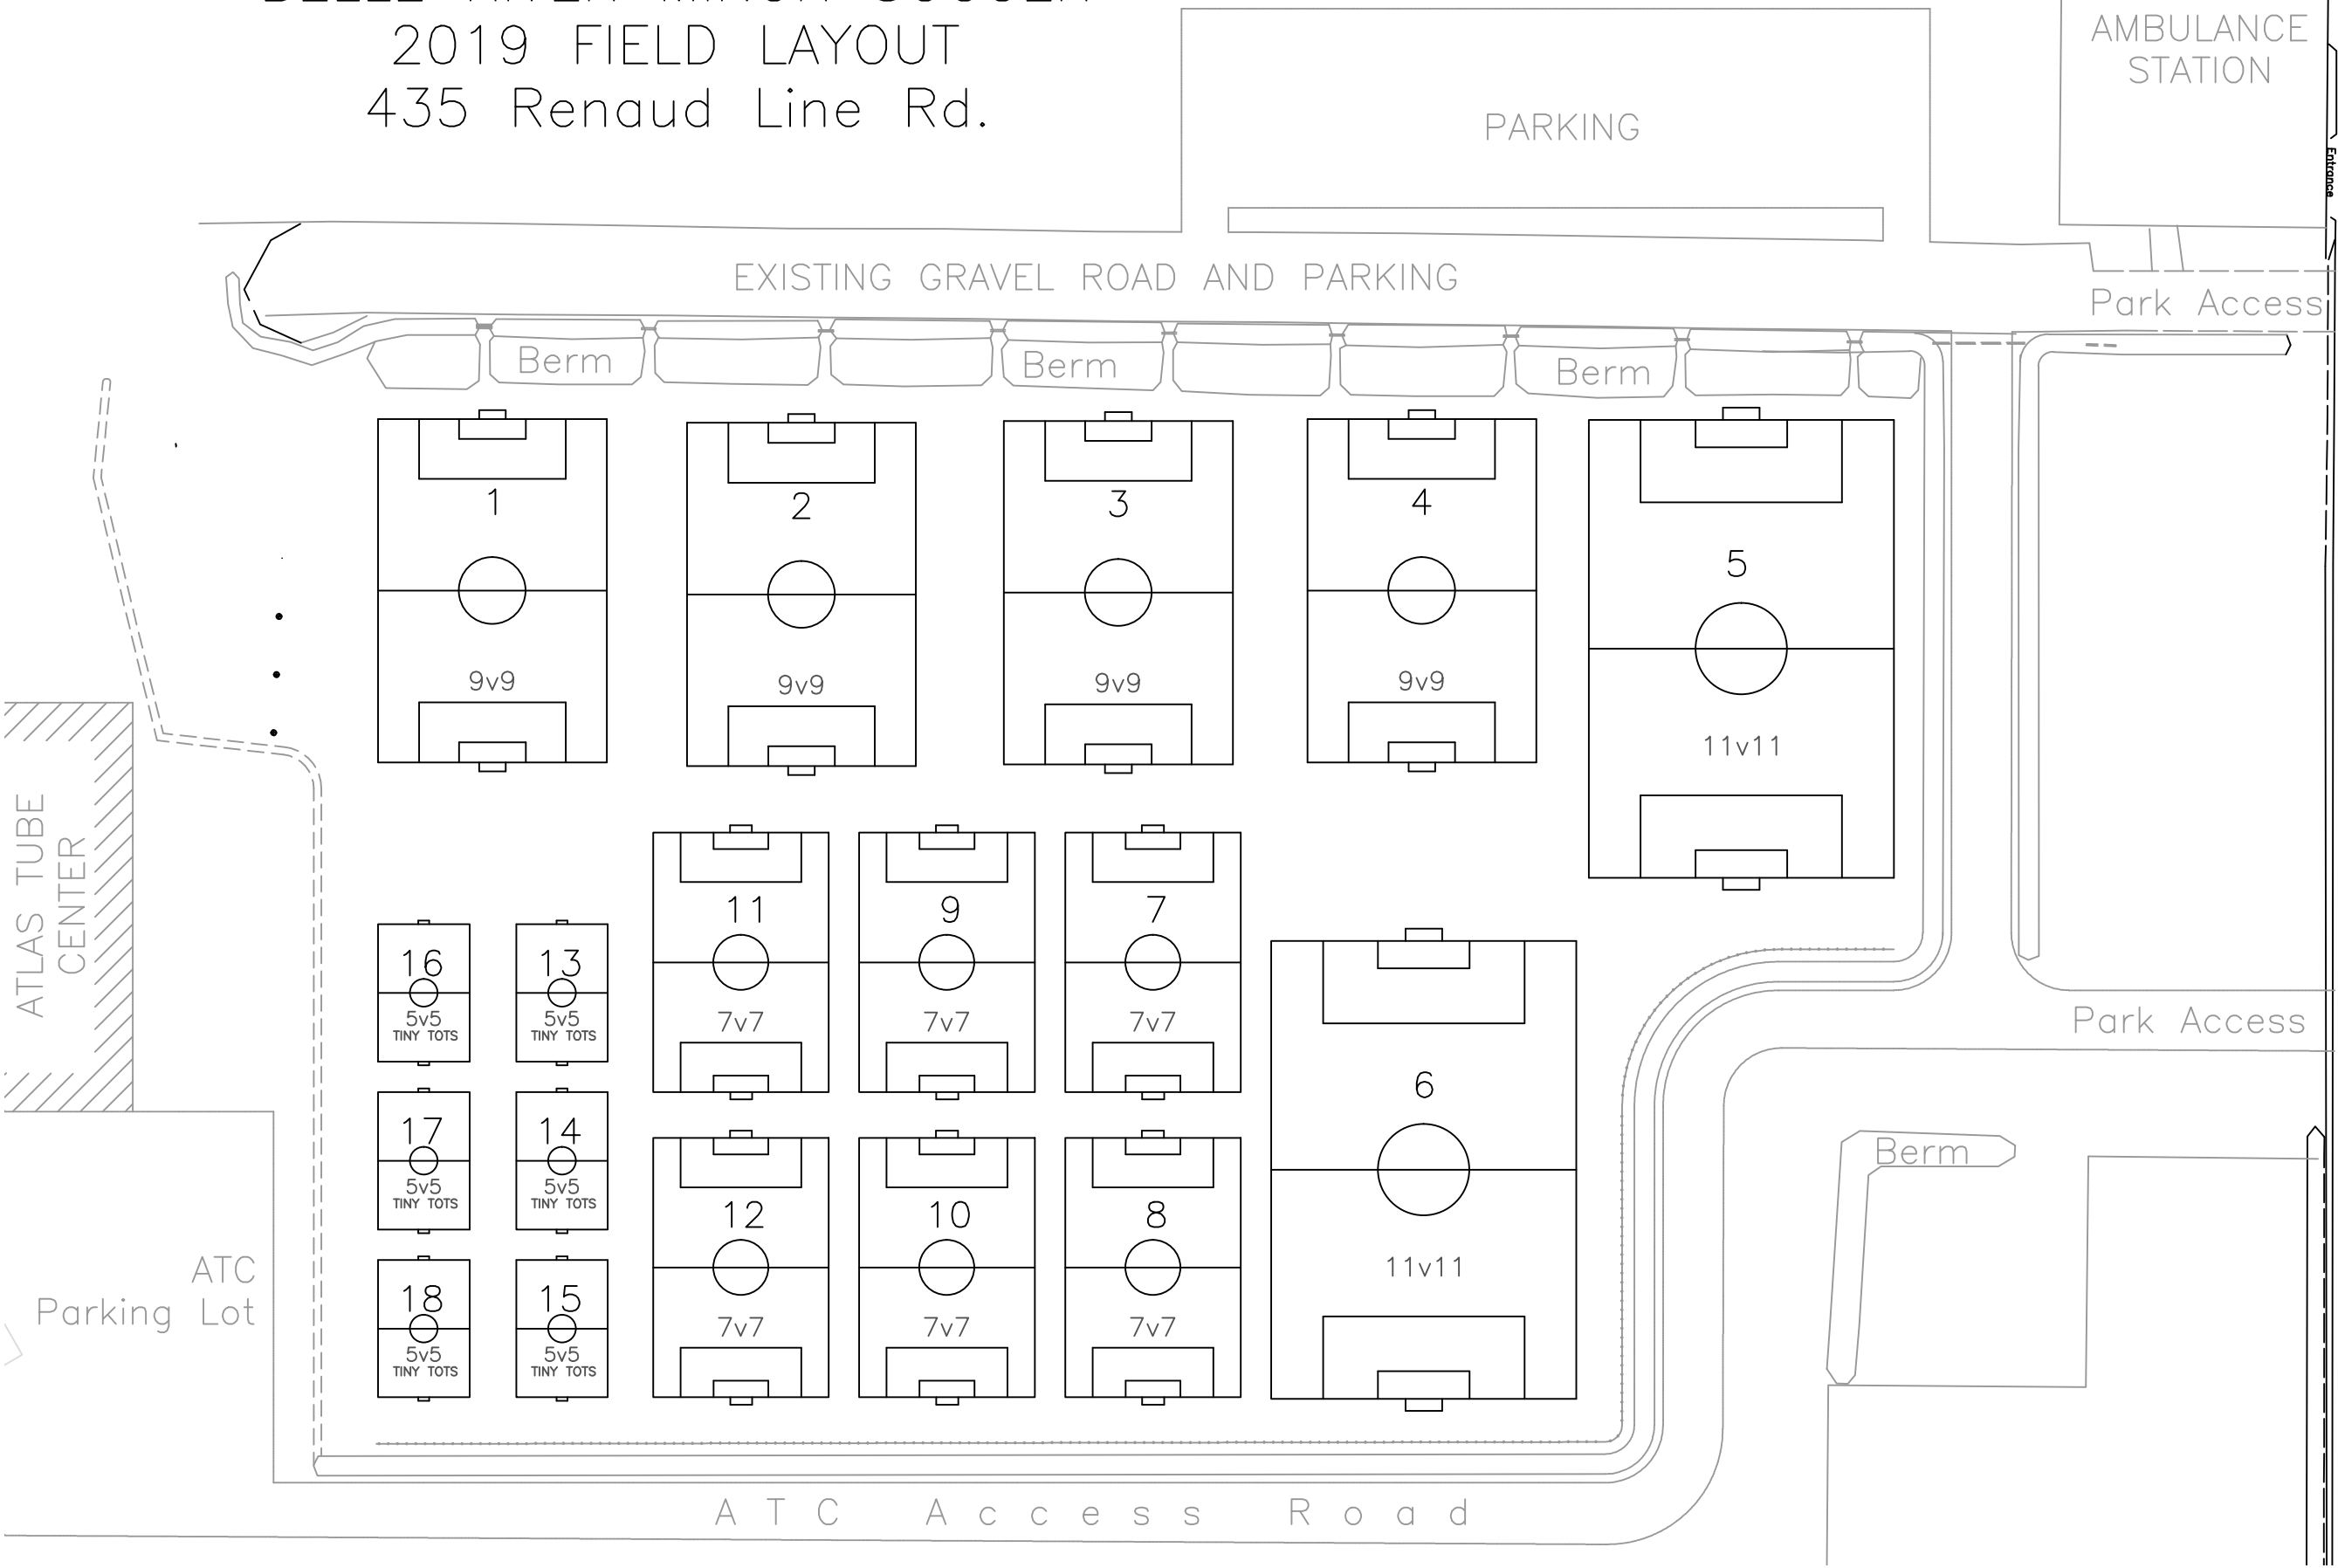 2019 FIELD LAYOUT
435 Renaud Line Rd.
AMBULANCE
STATION
PARKING
Entrance
EXISTING GRAVEL ROAD AND PARKING
Park Access
Berm
Berm
Berm
1
9v9
2
9v9
3
9v9
4
9v9
5
11v11
ATLAS TUBE
CENTER
11
7v7
9
7v7
7
7v7
16
5v5
TINY TOTS
13
5v5
TINY TOTS
6
11v11
Park Access
17
5v5
TINY TOTS
14
5v5
TINY TOTS
12
7v7
10
7v7
8
7v7
Berm
18
5v5
TINY TOTS
15
5v5
TINY TOTS
ATC
Parking Lot
ATC Access Road